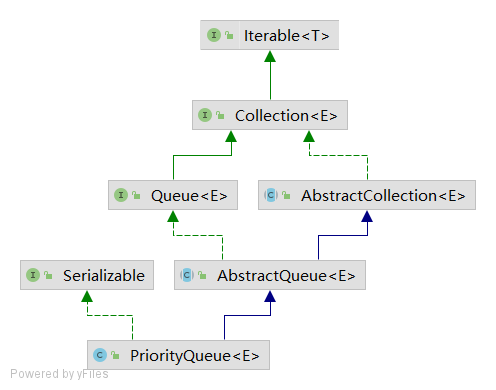 I Iterable<T>
I Collection<E>
I Queue<E>
C AbstractCollection<E>
I Serializable
C AbstractQueue<E>
C PriorityQueue<E>
Powered by yFiles